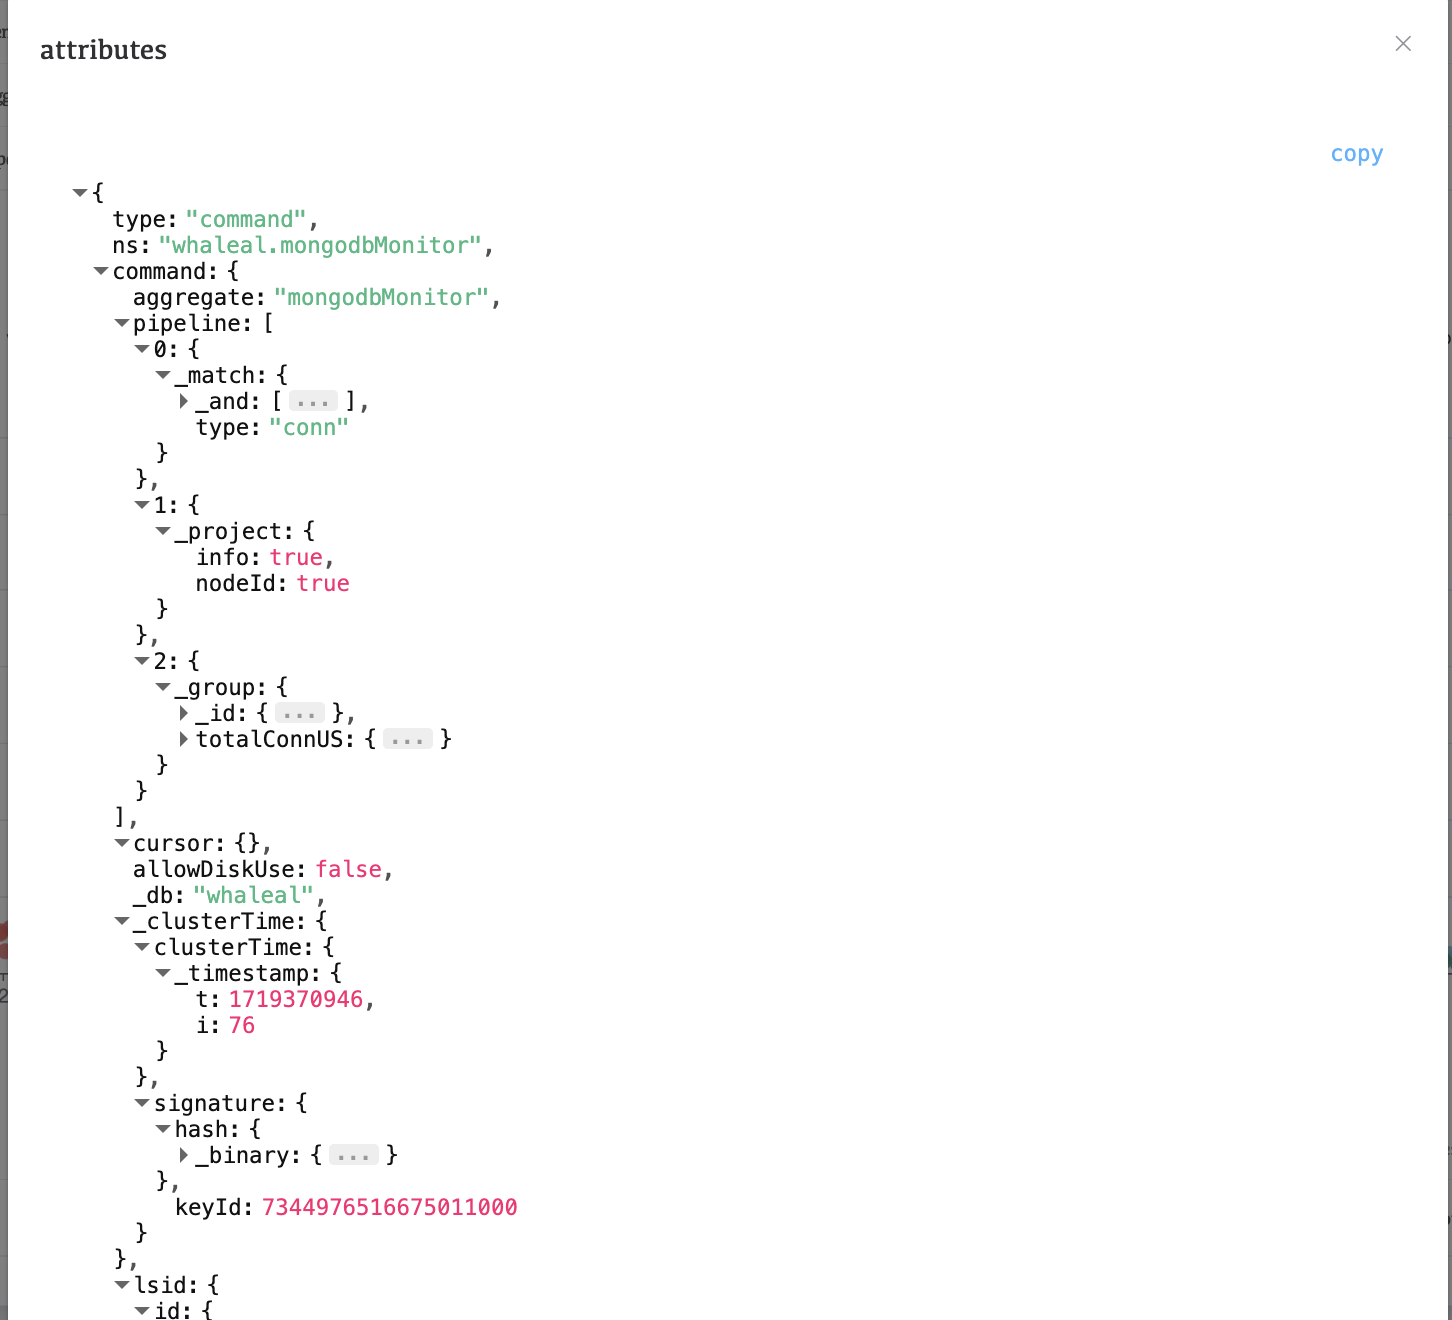 attributes
copy
{
type: "command",
ns: "whaleal.mongodbMonitor",
command: {
aggregate: "mongodbMonitor",
pipeline: [
0: {
_match: {
_and: [ ... ],
type: "conn"
}
},
1: {
_project: {
info: true,
nodeId: true
}
},
2: {
_group: {
_id: { ... },
totalConnUS: { ... }
}
}
],
cursor: {},
allowDiskUse: false,
_db: "whaleal",
_clusterTime: {
clusterTime: {
_timestamp: {
t: 1719370946,
i: 76
}
},
signature: {
hash: {
_binary: { ... }
},
keyId: 7344976516675011000
}
},
lsid: {
id: {